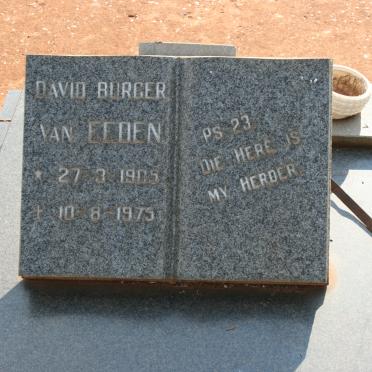 DAVID BURGER
VAN EEDEN
* 27·3·1905
† 10·8·1975
PS 23
DIE HERE IS
MY HERDER